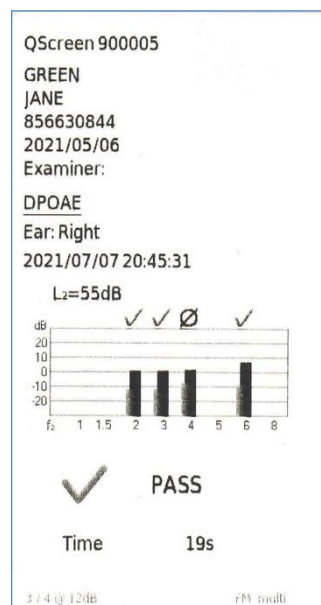 QScreen 900005
GREEN
JANE
856630844
2021/05/06
Examiner:
DPOAE
Ear: Right
2021/07/07 20:45:31
L₂=55dB
✓ ✓ Ø ✓
dB
20
10
0
-10
-20
f₂ 1 1.5 2 3 4 5 6 8
✓ PASS
Time 19s
3 / 4 @ 12dB FM multi